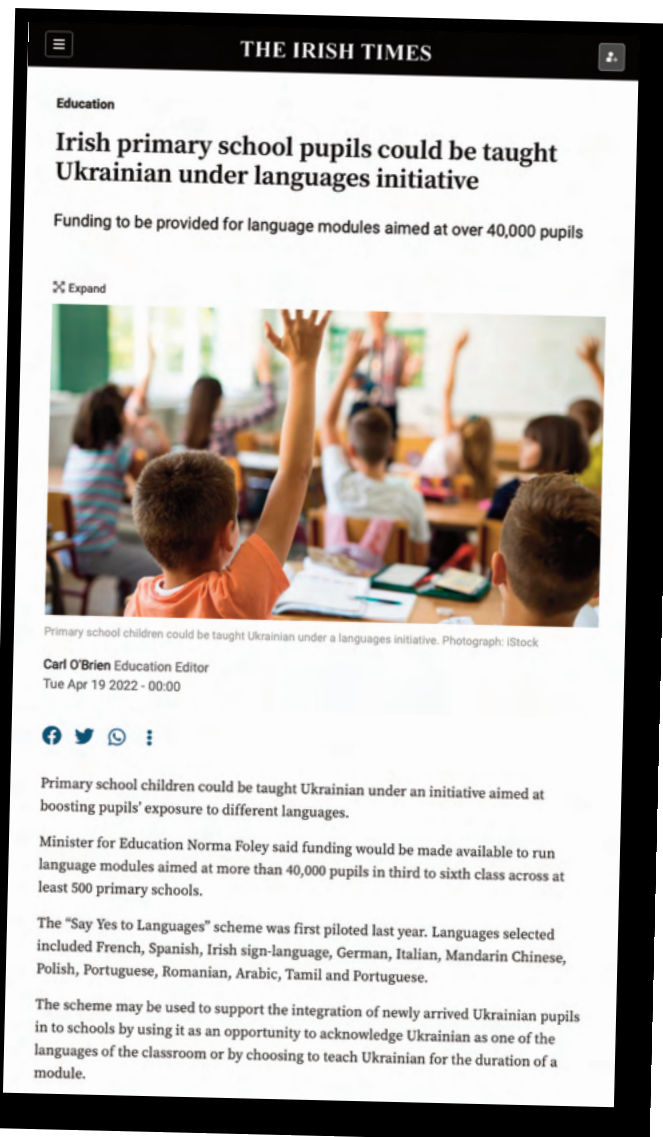 THE IRISH TIMES
Education
Irish primary school pupils could be taught
Ukrainian under languages initiative
Funding to be provided for language modules aimed at over 40,000 pupils
Expand
Primary school children could be taught Ukrainian under a languages initiative. Photograph: iStock
Carl O'Brien Education Editor
Tue Apr 19 2022 - 00:00
Primary school children could be taught Ukrainian under an initiative aimed at
boosting pupils' exposure to different languages.
Minister for Education Norma Foley said funding would be made available to run
language modules aimed at more than 40,000 pupils in third to sixth class across at
least 500 primary schools.
The “Say Yes to Languages” scheme was first piloted last year. Languages selected
included French, Spanish, Irish sign-language, German, Italian, Mandarin Chinese,
Polish, Portuguese, Romanian, Arabic, Tamil and Portuguese.
The scheme may be used to support the integration of newly arrived Ukrainian pupils
in to schools by using it as an opportunity to acknowledge Ukrainian as one of the
languages of the classroom or by choosing to teach Ukrainian for the duration of a
module.